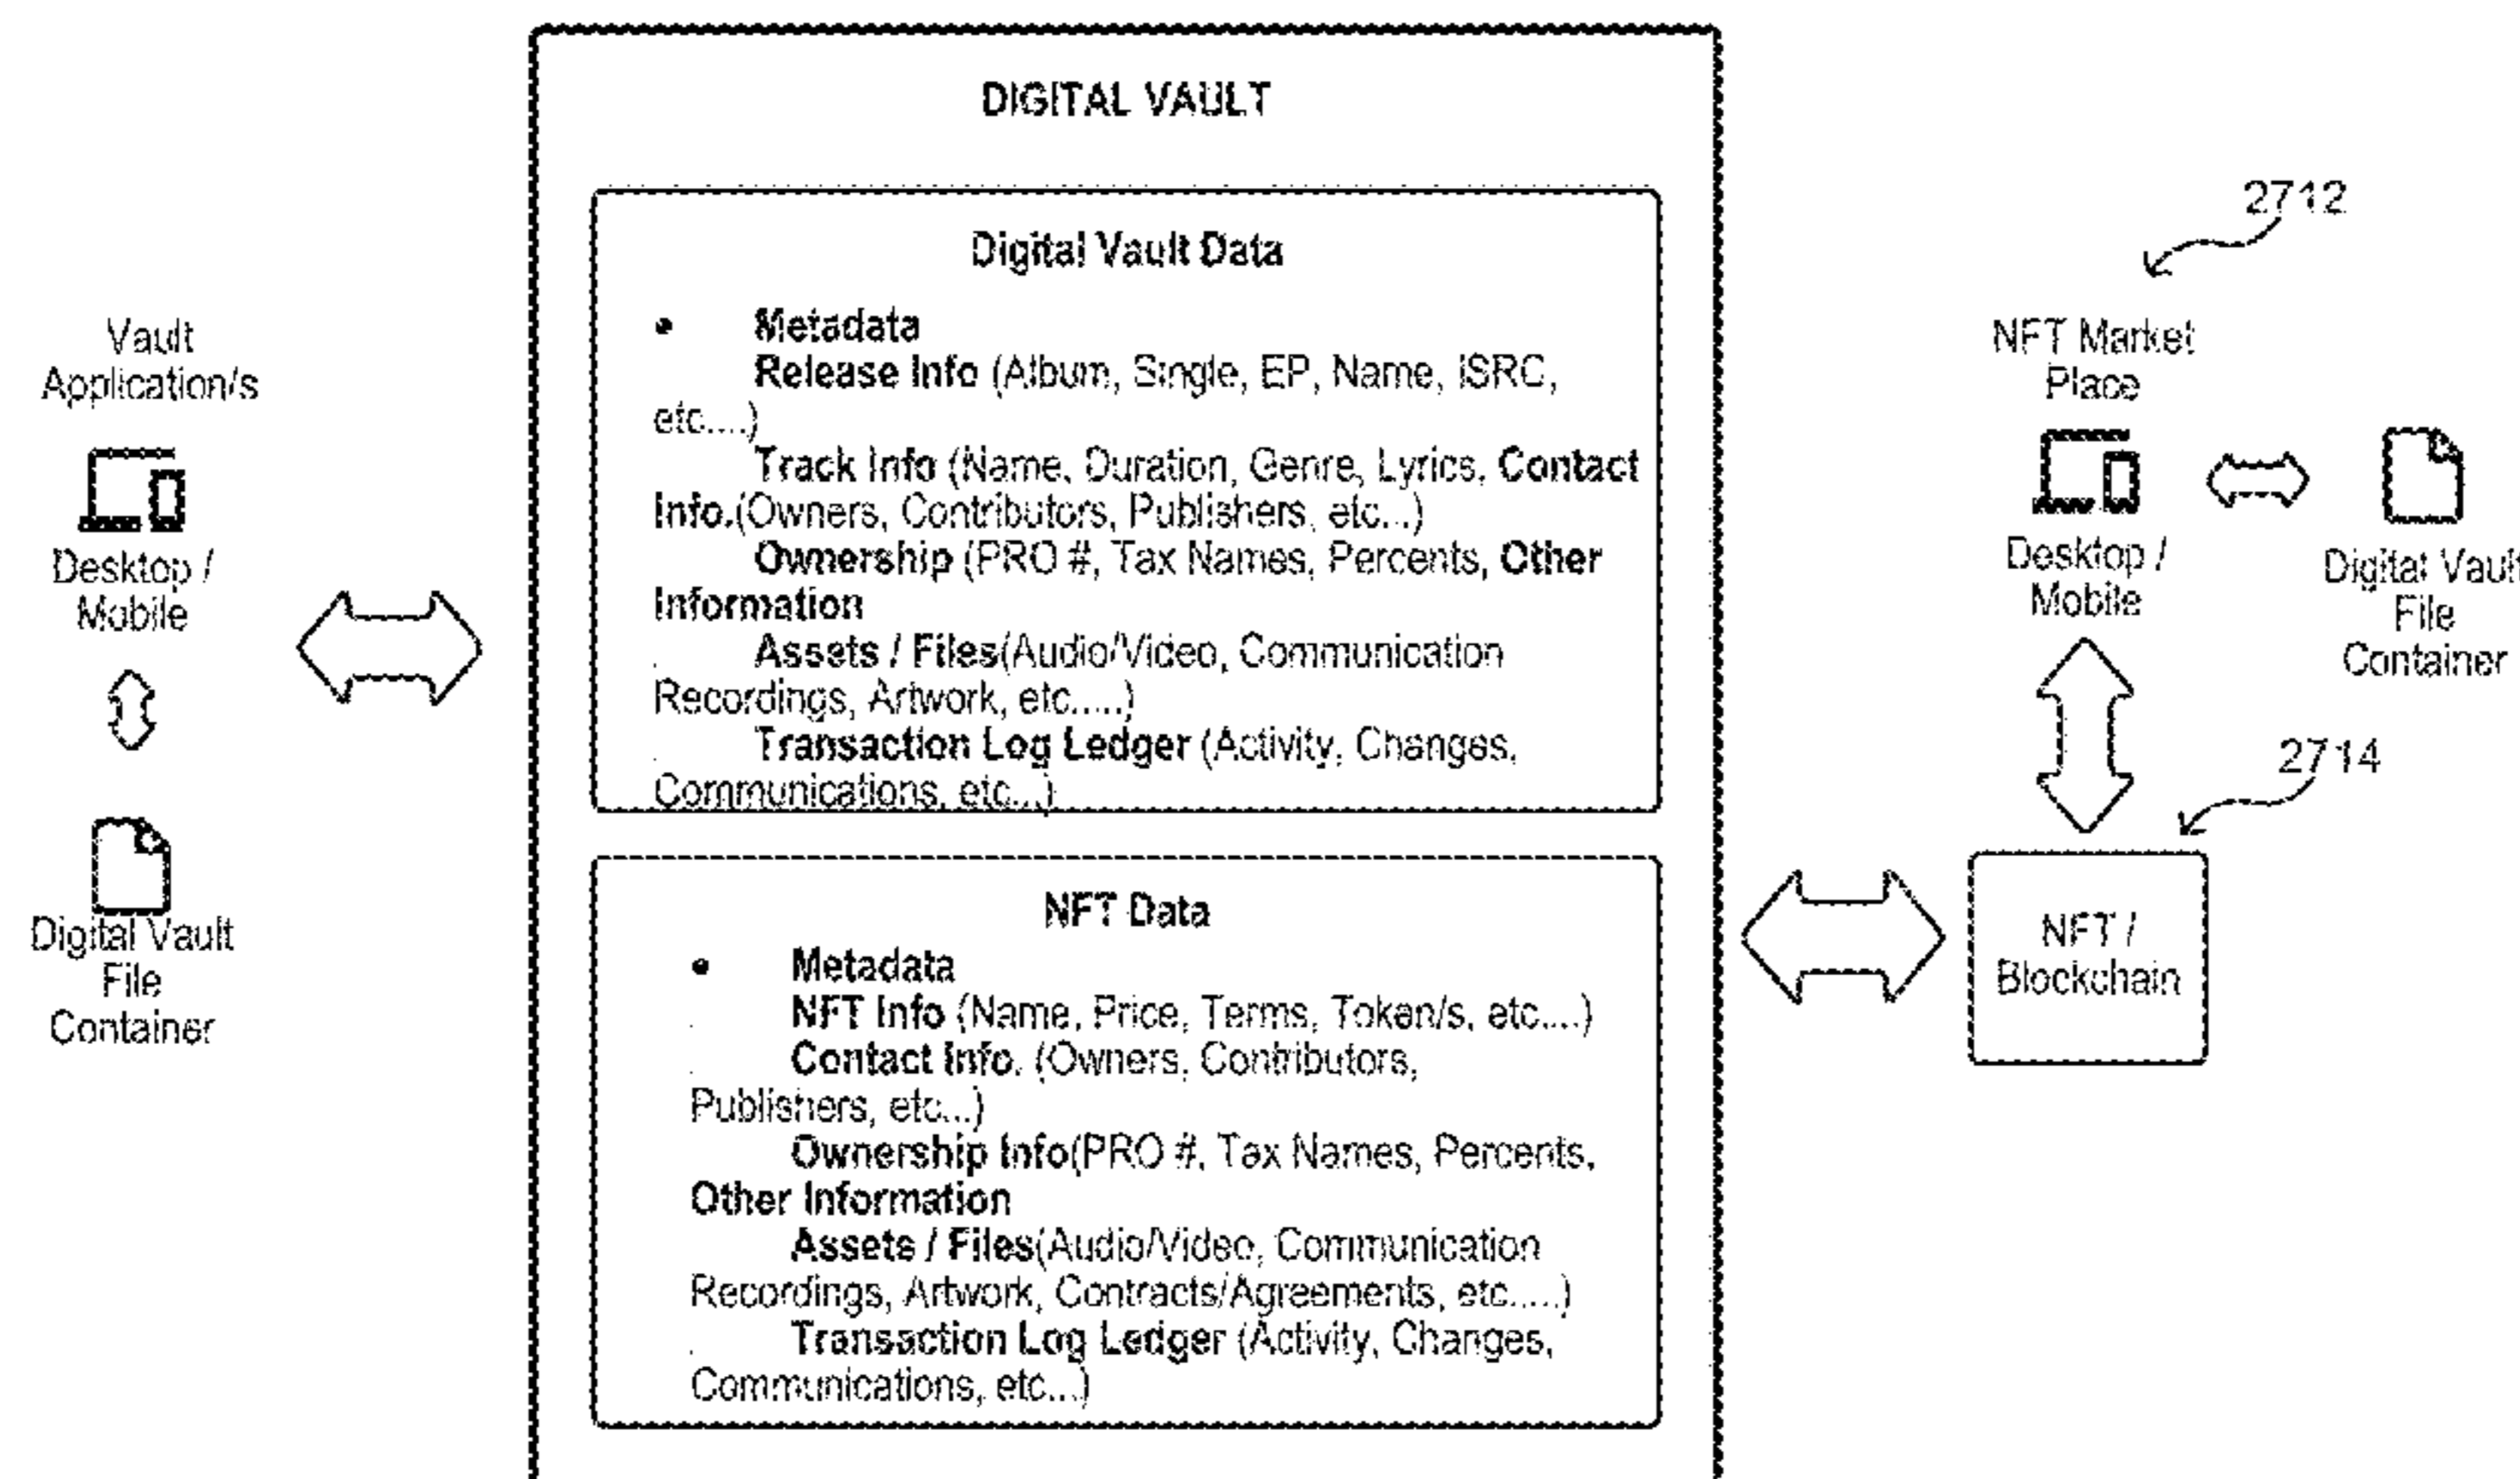 DIGITAL VAULT
Vault
Application/s
Desktop /
Mobile
Digital Vault
File
Container
Digital Vault Data
• Metadata
Release Info (Album, Single, EP, Name, ISRC,
etc....)
Track Info (Name, Duration, Genre, Lyrics, Contact
Info.(Owners, Contributors, Publishers, etc...)
Ownership (PRO #, Tax Names, Percents, Other
Information
. Assets / Files(Audio/Video, Communication
Recordings, Artwork, etc.....)
. Transaction Log Ledger (Activity, Changes,
Communications, etc...)
NFT Data
• Metadata
. NFT Info (Name, Price, Terms, Token/s, etc....)
. Contact Info. (Owners, Contributors,
Publishers, etc...)
Ownership Info(PRO #, Tax Names, Percents,
Other Information
Assets / Files(Audio/Video, Communication
Recordings, Artwork, Contracts/Agreements, etc.....)
. Transaction Log Ledger (Activity, Changes,
Communications, etc...)
2712
NFT Market
Place
Desktop /
Mobile
Digital Vault
File
Container
2714
NFT /
Blockchain